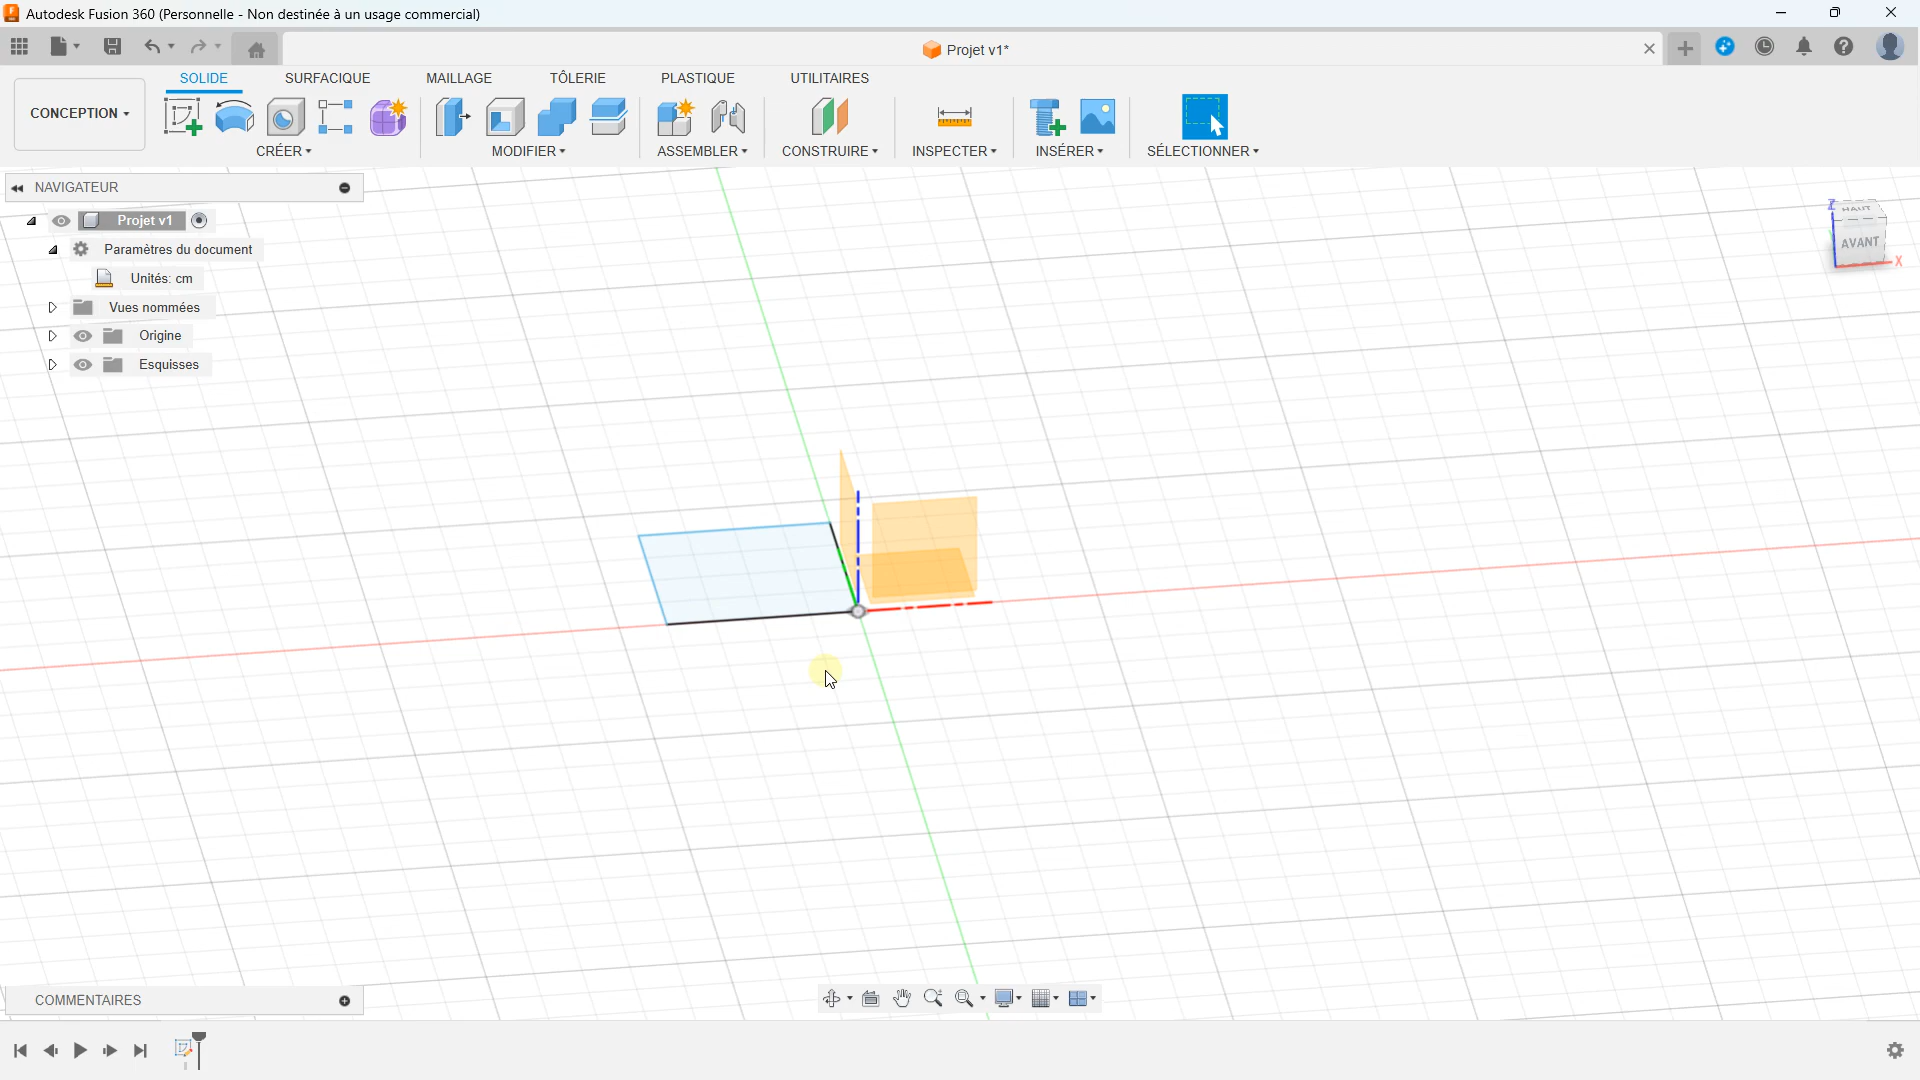 Autodesk Fusion 360 (Personnelle - Non destinée à un usage commercial)
Projet v1*
SOLIDE SURFACIQUE MAILLAGE TÔLERIE PLASTIQUE UTILITAIRES
CONCEPTION
CRÉER MODIFIER ASSEMBLER CONSTRUIRE INSPECTER INSÉRER SÉLECTIONNER
NAVIGATEUR
Projet v1
Paramètres du document
Unités: cm
Vues nommées
Origine
Esquisses
Z
HAUT
AVANT
X
COMMENTAIRES